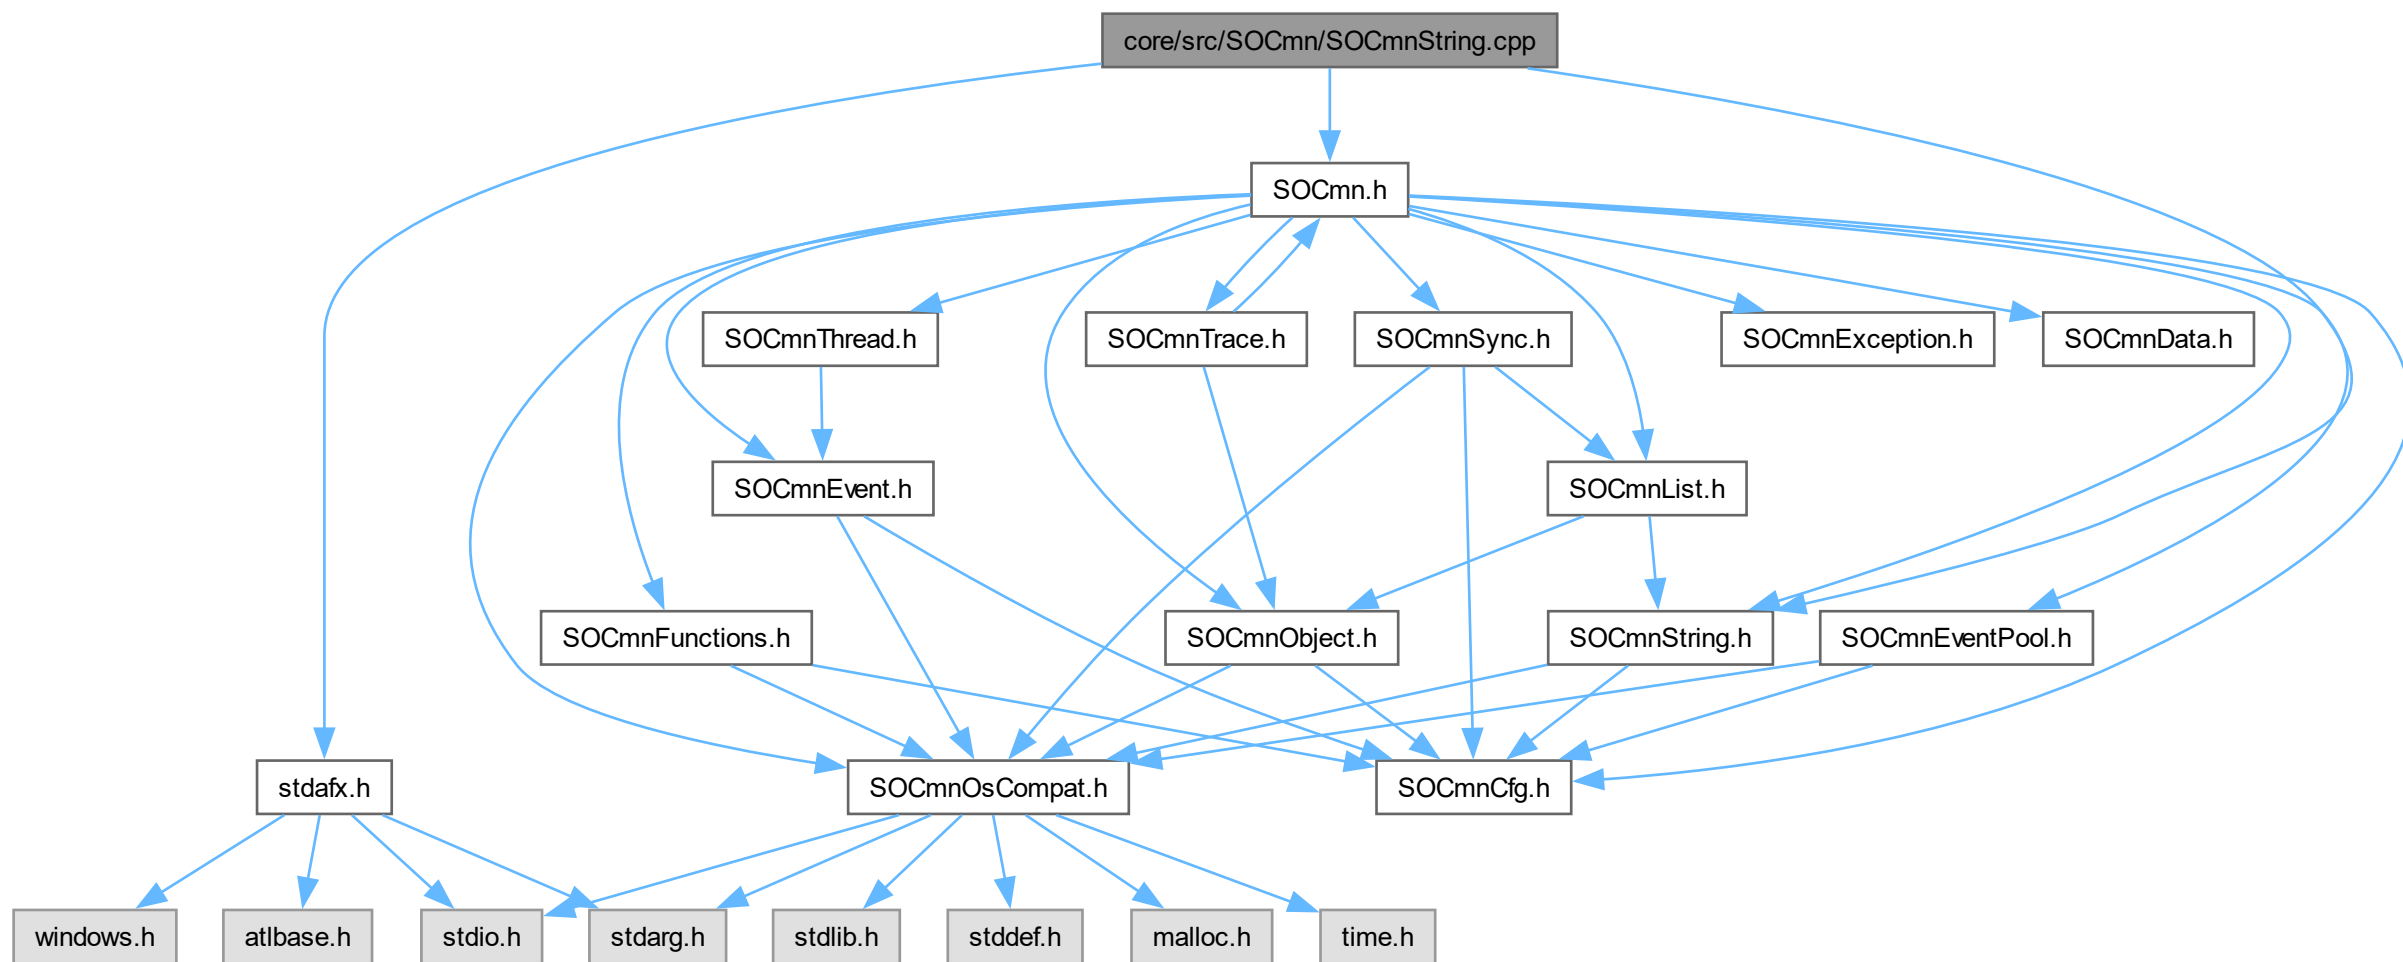 core/src/SOCmn/SOCmnString.cpp
SOCmn.h
SOCmnThread.h
SOCmnTrace.h
SOCmnSync.h
SOCmnException.h
SOCmnData.h
SOCmnEvent.h
SOCmnList.h
SOCmnFunctions.h
SOCmnObject.h
SOCmnString.h
SOCmnEventPool.h
stdafx.h
SOCmnOsCompat.h
SOCmnCfg.h
windows.h
atlbase.h
stdio.h
stdarg.h
stdlib.h
stddef.h
malloc.h
time.h